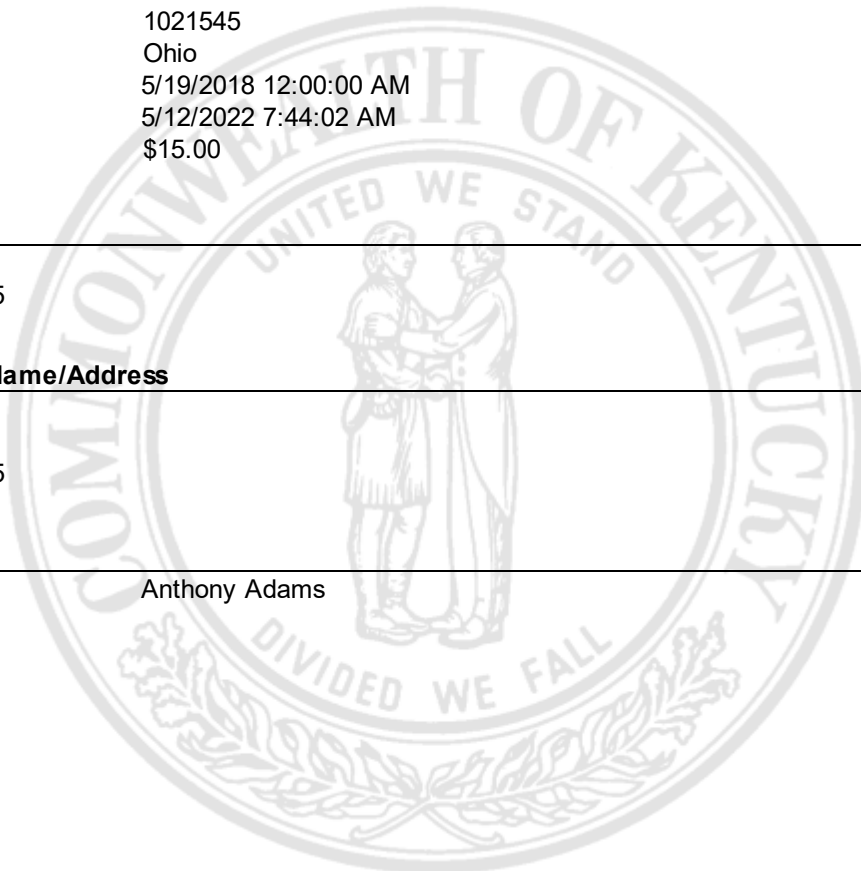 1021545
Ohio
5/19/2018 12:00:00 AM
5/12/2022 7:44:02 AM
$15.00
COMMONWEALTH OF KENTUCKY
UNITED WE STAND
5
ame/Address
5
Anthony Adams
DIVIDED WE FALL